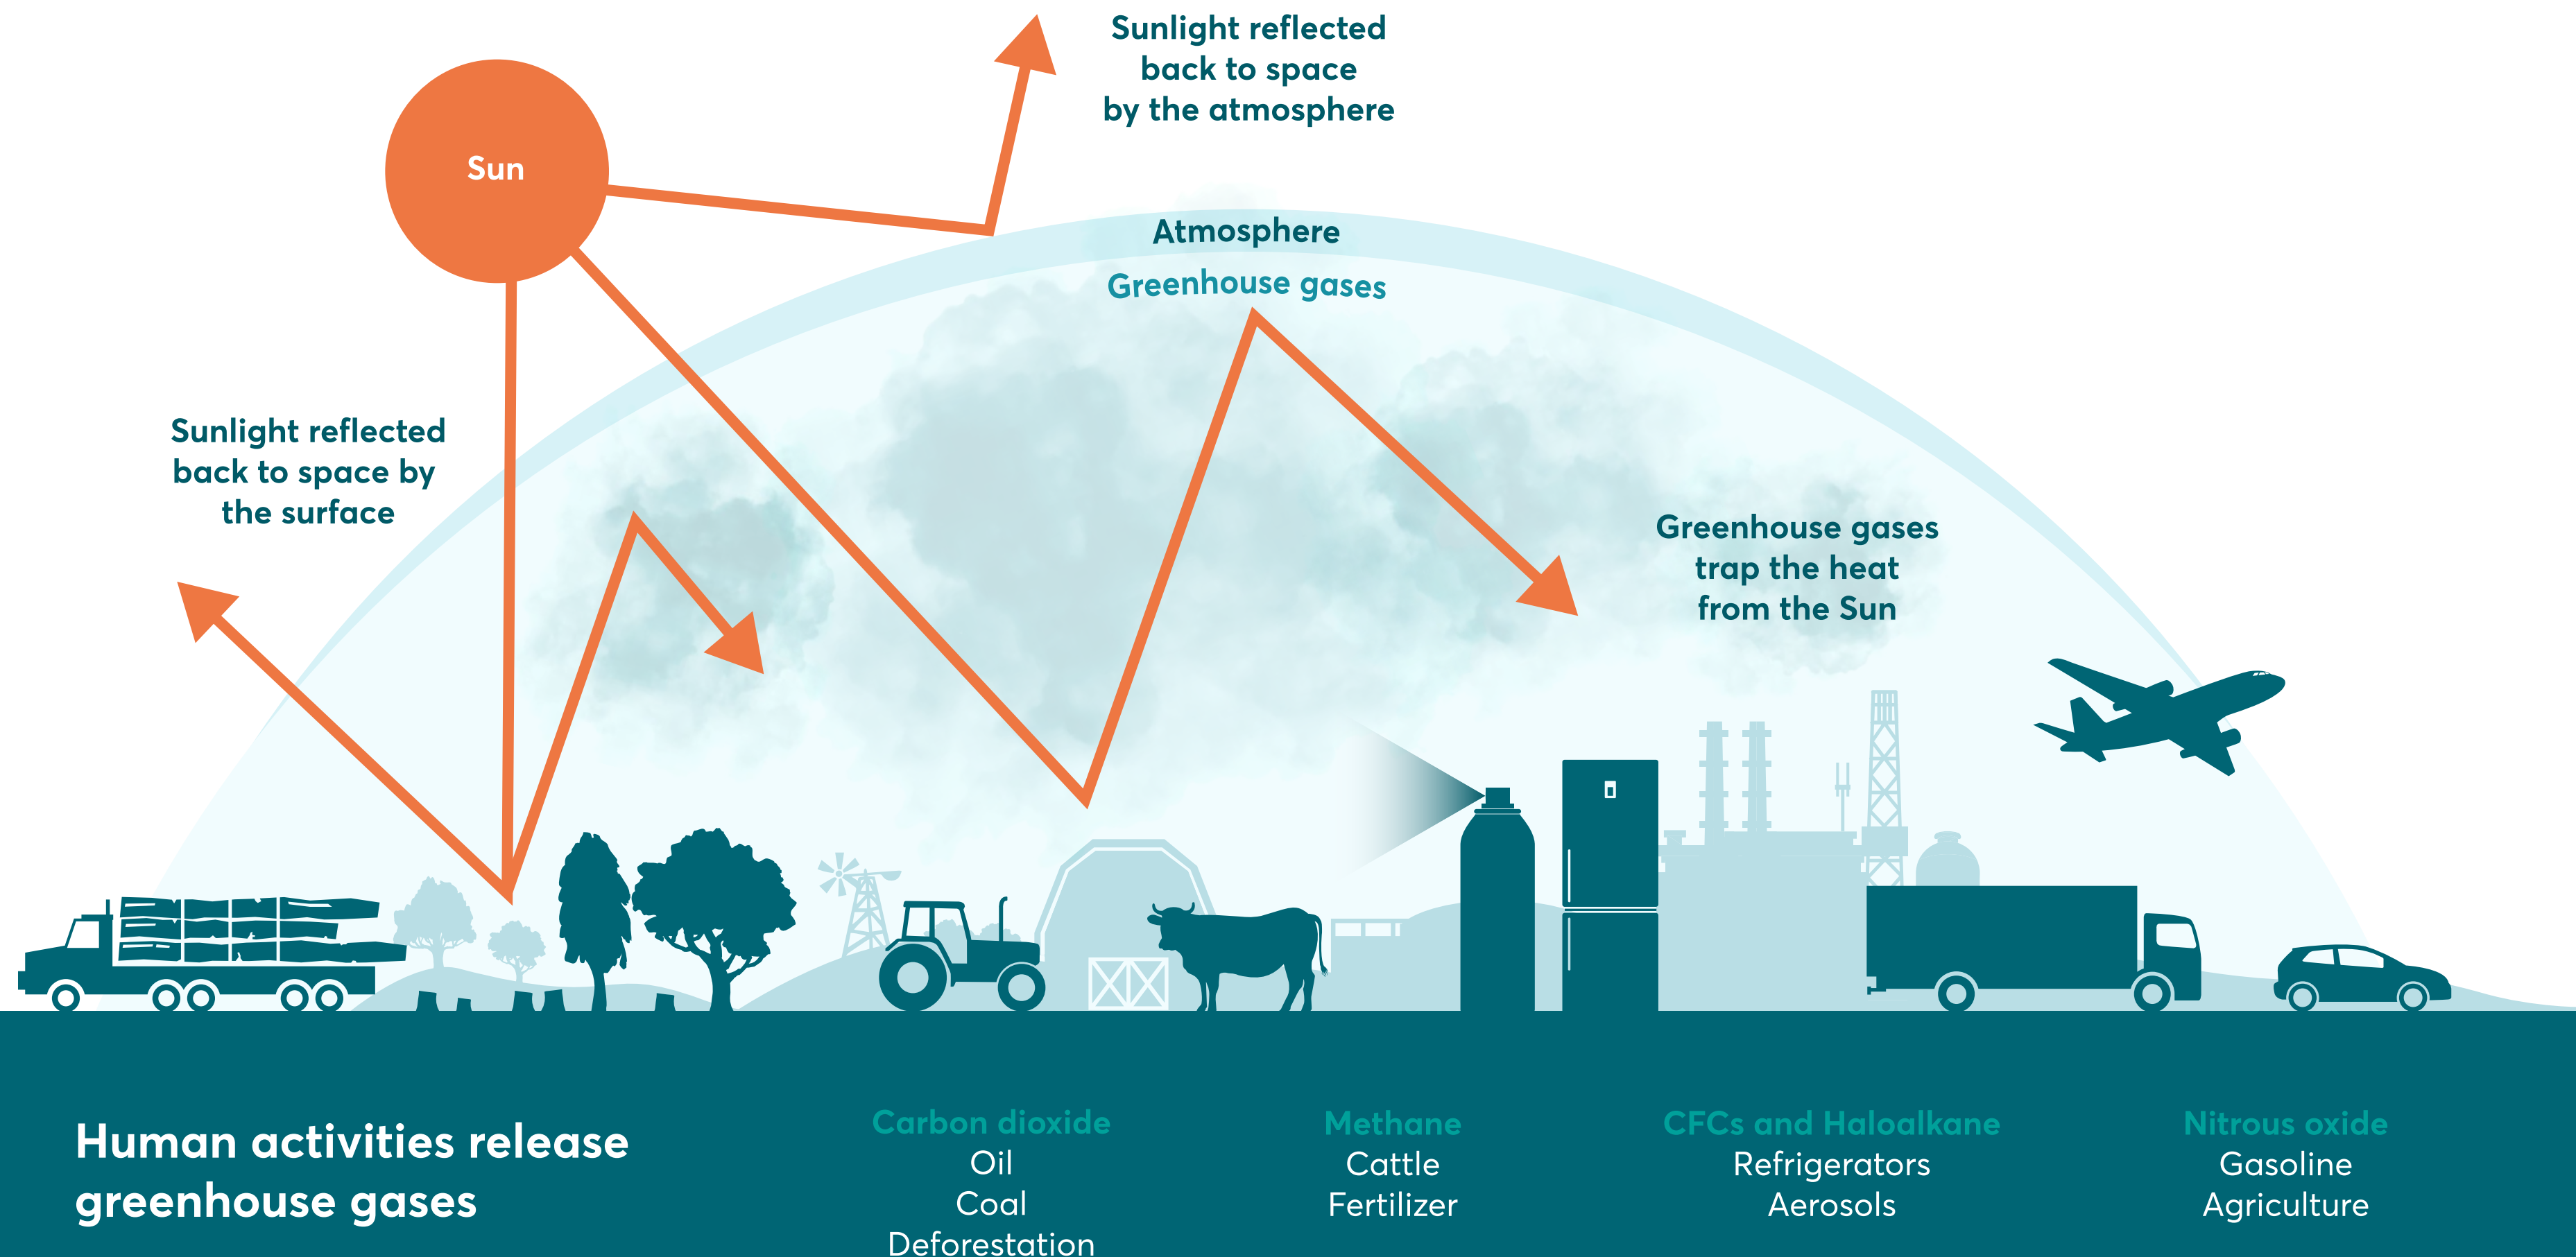 Sunlight reflected
back to space
by the atmosphere
Sun
Atmosphere
Greenhouse gases
Sunlight reflected
back to space by
the surface
Greenhouse gases
trap the heat
from the Sun
Human activities release
greenhouse gases
Carbon dioxide
Oil
Coal
Deforestation
Methane
Cattle
Fertilizer
CFCs and Haloalkane
Refrigerators
Aerosols
Nitrous oxide
Gasoline
Agriculture